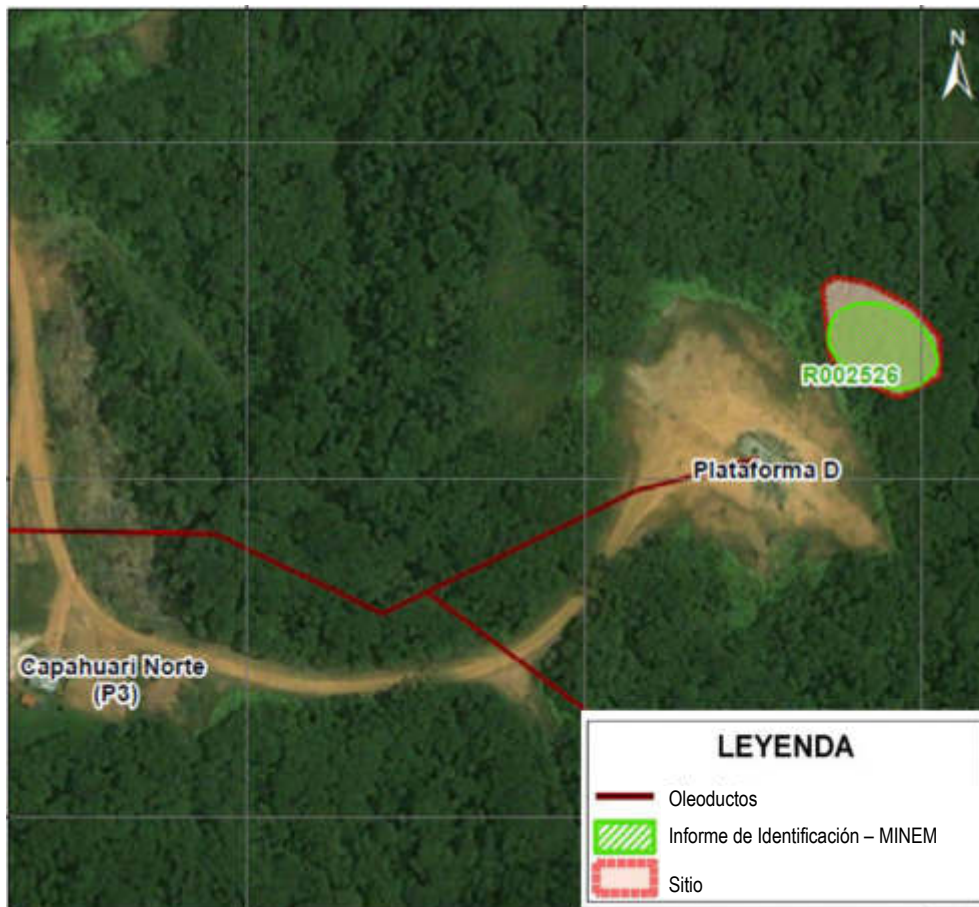 N
R002526
Plataforma D
Capahuari Norte
(P3)
LEYENDA
Oleoductos
Informe de Identificación – MINEM
Sitio